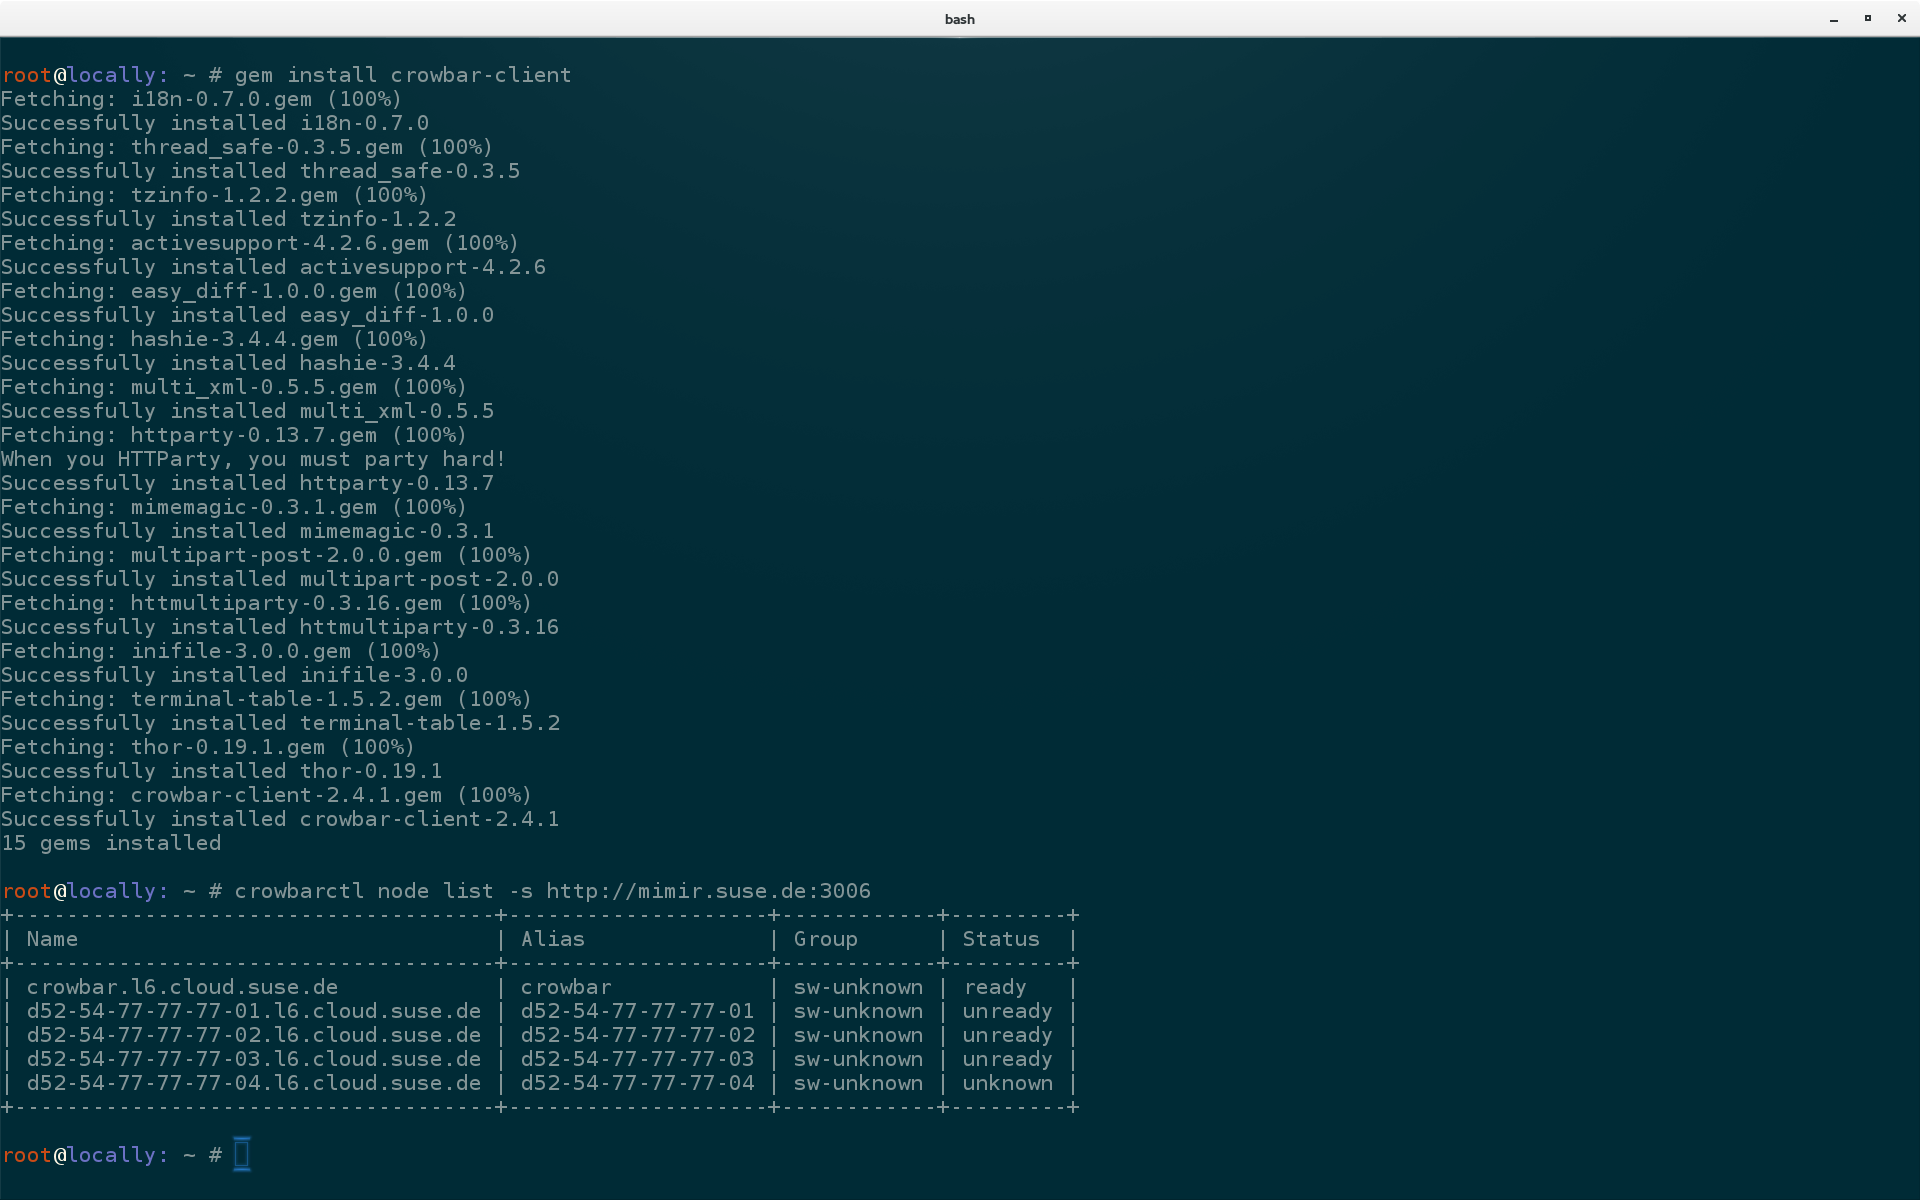 bash
root@locally: ~ # gem install crowbar-client
Fetching: i18n-0.7.0.gem (100%)
Successfully installed i18n-0.7.0
Fetching: thread_safe-0.3.5.gem (100%)
Successfully installed thread_safe-0.3.5
Fetching: tzinfo-1.2.2.gem (100%)
Successfully installed tzinfo-1.2.2
Fetching: activesupport-4.2.6.gem (100%)
Successfully installed activesupport-4.2.6
Fetching: easy_diff-1.0.0.gem (100%)
Successfully installed easy_diff-1.0.0
Fetching: hashie-3.4.4.gem (100%)
Successfully installed hashie-3.4.4
Fetching: multi_xml-0.5.5.gem (100%)
Successfully installed multi_xml-0.5.5
Fetching: httparty-0.13.7.gem (100%)
When you HTTParty, you must party hard!
Successfully installed httparty-0.13.7
Fetching: mimemagic-0.3.1.gem (100%)
Successfully installed mimemagic-0.3.1
Fetching: multipart-post-2.0.0.gem (100%)
Successfully installed multipart-post-2.0.0
Fetching: httmultiparty-0.3.16.gem (100%)
Successfully installed httmultiparty-0.3.16
Fetching: inifile-3.0.0.gem (100%)
Successfully installed inifile-3.0.0
Fetching: terminal-table-1.5.2.gem (100%)
Successfully installed terminal-table-1.5.2
Fetching: thor-0.19.1.gem (100%)
Successfully installed thor-0.19.1
Fetching: crowbar-client-2.4.1.gem (100%)
Successfully installed crowbar-client-2.4.1
15 gems installed
root@locally: ~ # crowbarctl node list -s http://mimir.suse.de:3006
+--------------------------------------+--------------------+------------+---------+
| Name                                 | Alias              | Group      | Status  |
+--------------------------------------+--------------------+------------+---------+
| crowbar.l6.cloud.suse.de             | crowbar            | sw-unknown | ready   |
| d52-54-77-77-77-01.l6.cloud.suse.de | d52-54-77-77-77-01 | sw-unknown | unready |
| d52-54-77-77-77-02.l6.cloud.suse.de | d52-54-77-77-77-02 | sw-unknown | unready |
| d52-54-77-77-77-03.l6.cloud.suse.de | d52-54-77-77-77-03 | sw-unknown | unready |
| d52-54-77-77-77-04.l6.cloud.suse.de | d52-54-77-77-77-04 | sw-unknown | unknown |
+--------------------------------------+--------------------+------------+---------+
root@locally: ~ #